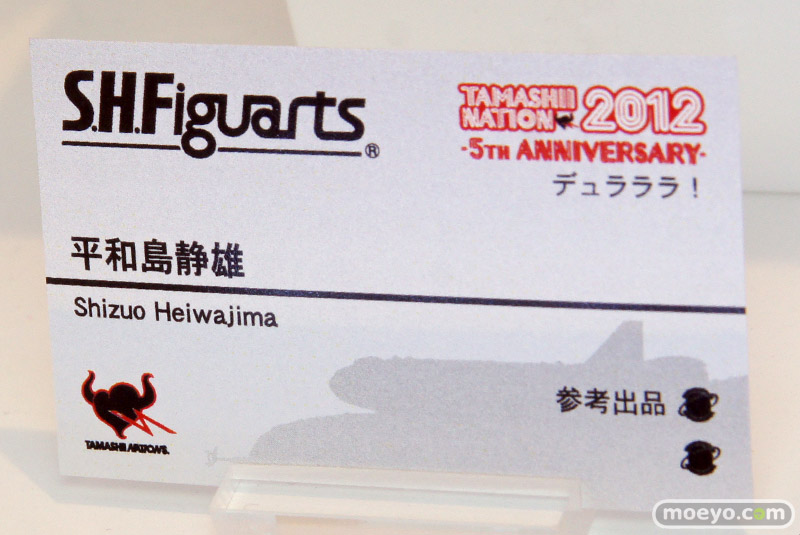 S.H.Figuarts®
TAMASHII
NATION 2012
-5TH ANNIVERSARY-
デュラララ！
平和島静雄
Shizuo Heiwajima
参考出品
TAMASHII NATIONS.
moeyo.com